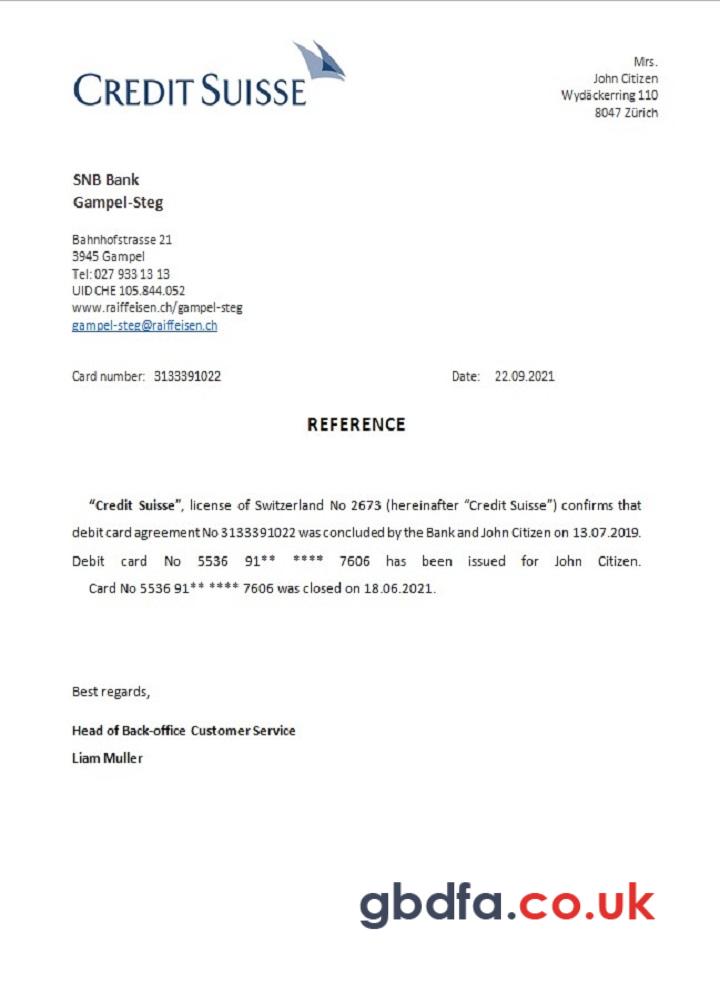 CREDIT SUISSE
Mrs.
John Citizen
Wydäckerring 110
8047 Zürich
SNB Bank
Gampel-Steg
Bahnhofstrasse 21
3945 Gampel
Tel: 027 933 13 13
UID CHE 105.844.052
www.raiffeisen.ch/gampel-steg
gampel-steg@raiffeisen.ch
Card number: 3133391022 Date: 22.09.2021
REFERENCE
“Credit Suisse”, license of Switzerland No 2673 (hereinafter “Credit Suisse”) confirms that
debit card agreement No 3133391022 was concluded by the Bank and John Citizen on 13.07.2019.
Debit card No 5536 91** **** 7606 has been issued for John Citizen.
Card No 5536 91** **** 7606 was closed on 18.06.2021.
Best regards,
Head of Back-office Customer Service
Liam Muller
gbdfa.co.uk